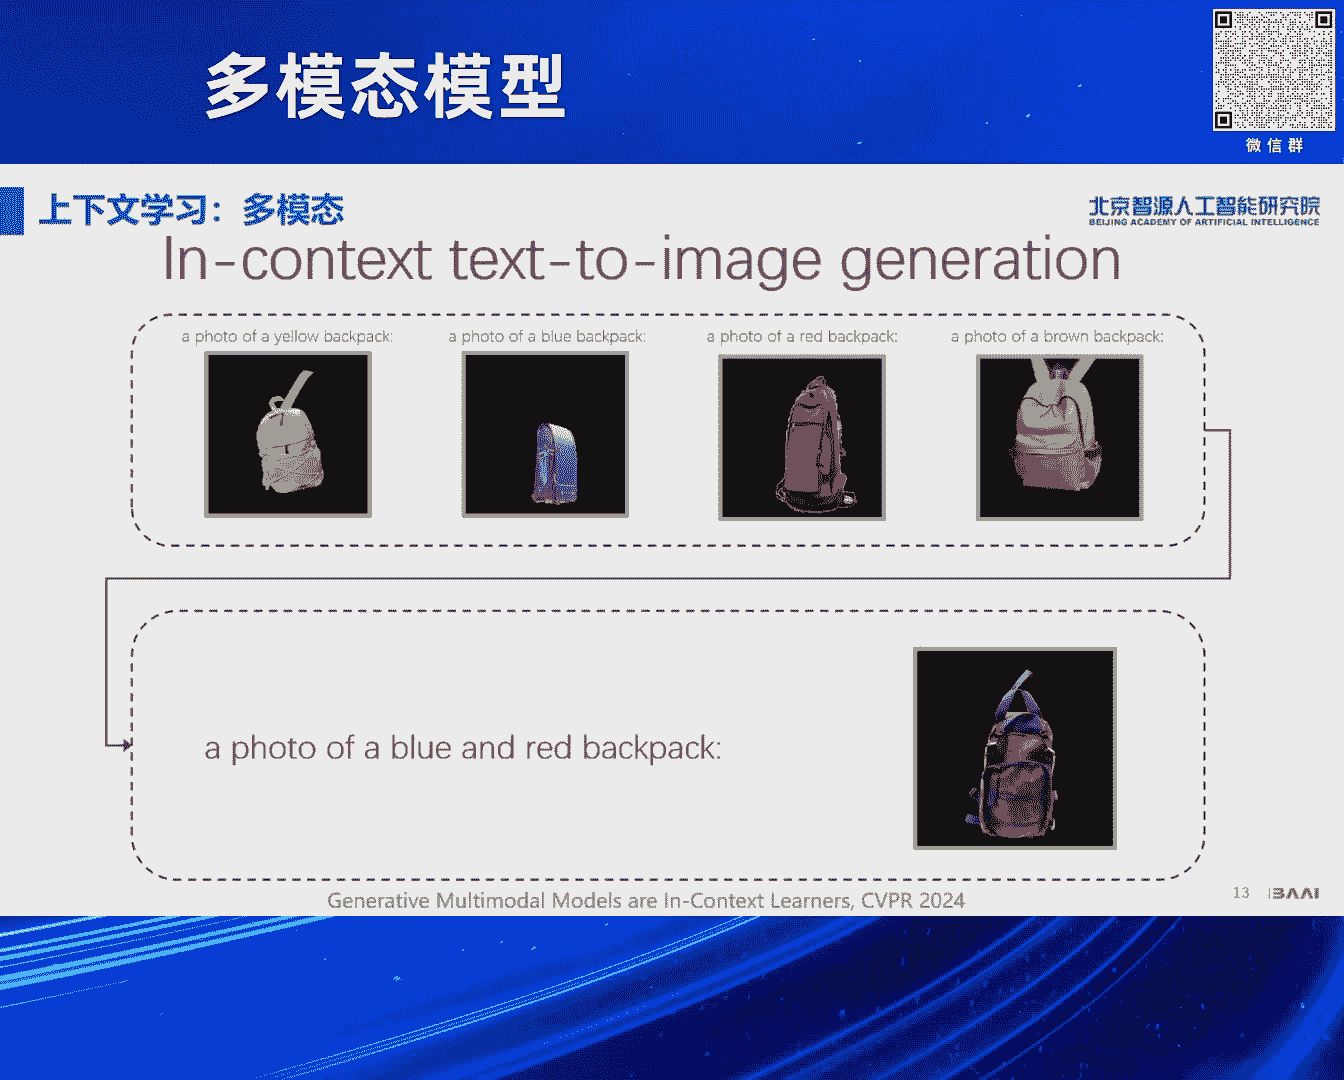 多模态模型
微信群
上下文学习：多模态
北京智源人工智能研究院
BEIJING ACADEMY OF ARTIFICIAL INTELLIGENCE
In-context text-to-image generation
a photo of a yellow backpack:
a photo of a blue backpack:
a photo of a red backpack:
a photo of a brown backpack:
a photo of a blue and red backpack:
Generative Multimodal Models are In-Context Learners, CVPR 2024
13
BAAI